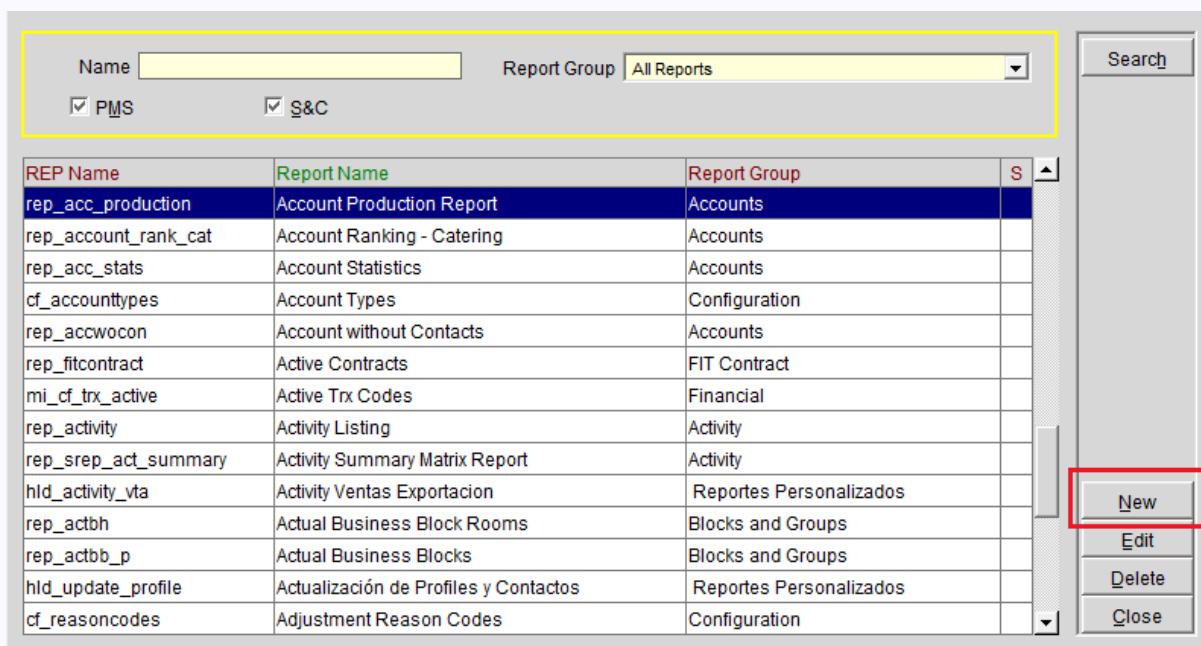 Name Report Group All Reports Search
PMS S&C
REP Name Report Name Report Group S
rep_acc_production Account Production Report Accounts
rep_account_rank_cat Account Ranking - Catering Accounts
rep_acc_stats Account Statistics Accounts
cf_accounttypes Account Types Configuration
rep_accwocon Account without Contacts Accounts
rep_fitcontract Active Contracts FIT Contract
mi_cf_trx_active Active Trx Codes Financial
rep_activity Activity Listing Activity
rep_srep_act_summary Activity Summary Matrix Report Activity
hld_activity_vta Activity Ventas Exportacion Reportes Personalizados
rep_actbh Actual Business Block Rooms Blocks and Groups
rep_actbb_p Actual Business Blocks Blocks and Groups
hld_update_profile Actualización de Profiles y Contactos Reportes Personalizados
cf_reasoncodes Adjustment Reason Codes Configuration
New
Edit
Delete
Close